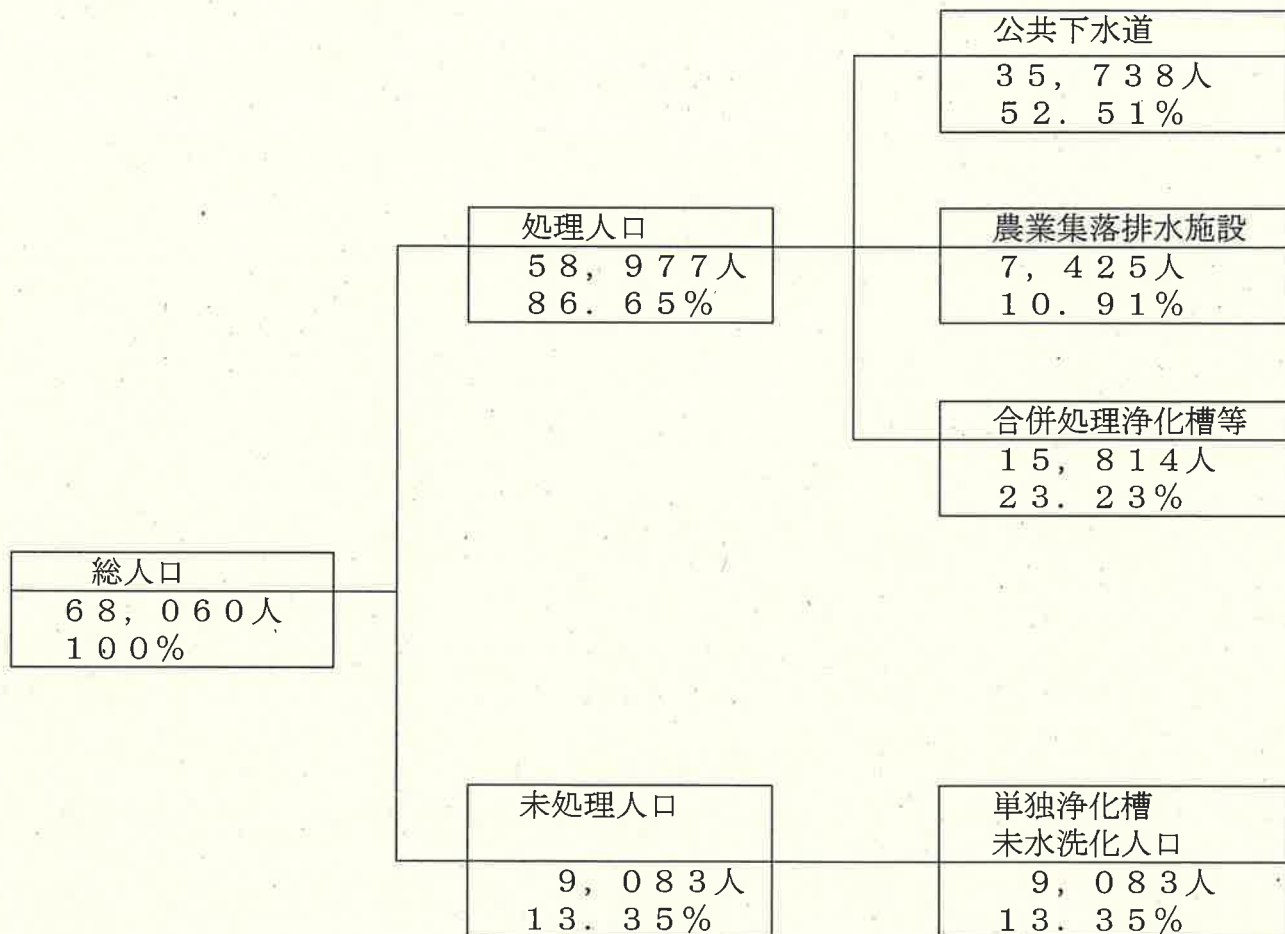 公共下水道
３５，７３８人
５２．５１％
処理人口
５８，９７７人
８６．６５％
農業集落排水施設
７，４２５人
１０．９１％
合併処理浄化槽等
１５，８１４人
２３．２３％
総人口
６８，０６０人
１００％
未処理人口
９，０８３人
１３．３５％
単独浄化槽
未水洗化人口
９，０８３人
１３．３５％